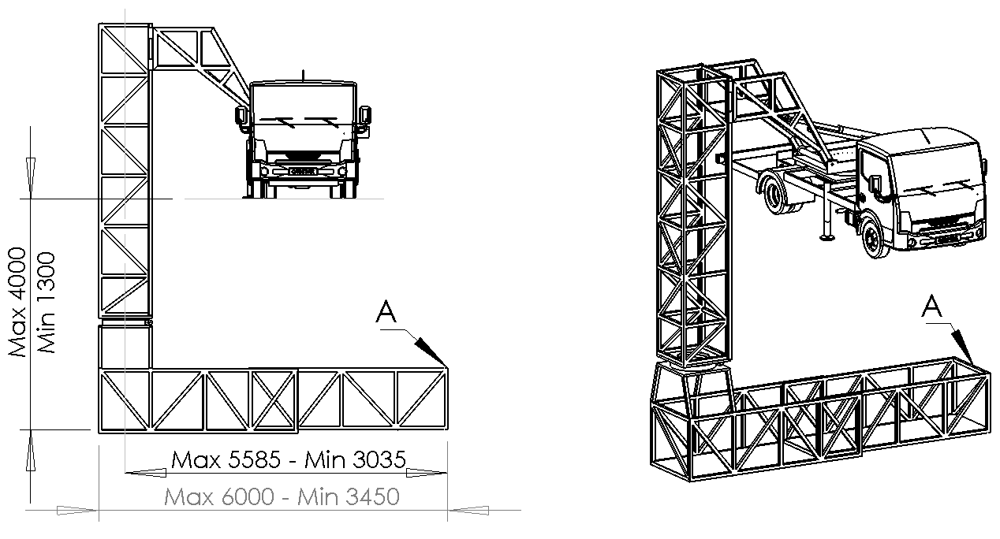 A
A
Max 4000
Min 1300
Max 5585 - Min 3035
Max 6000 - Min 3450